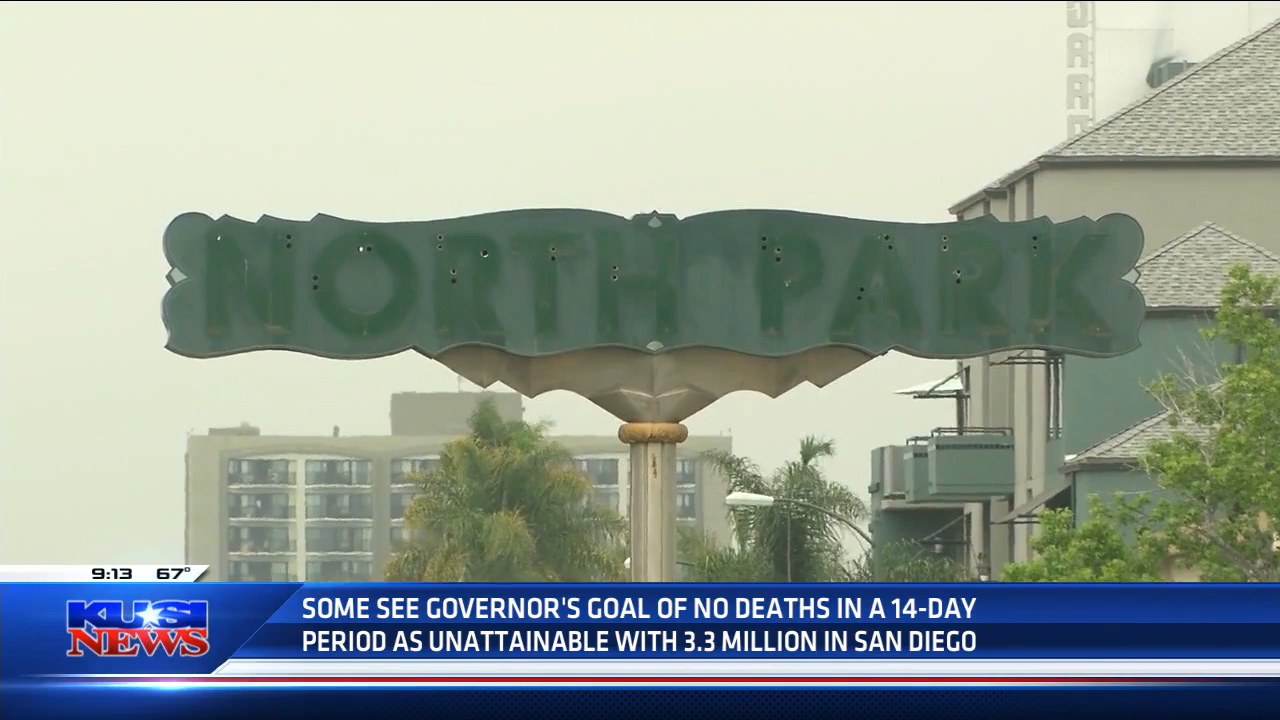 NORTH PARK
9:13 67°
KUSI
NEWS
SOME SEE GOVERNOR'S GOAL OF NO DEATHS IN A 14-DAY
PERIOD AS UNATTAINABLE WITH 3.3 MILLION IN SAN DIEGO